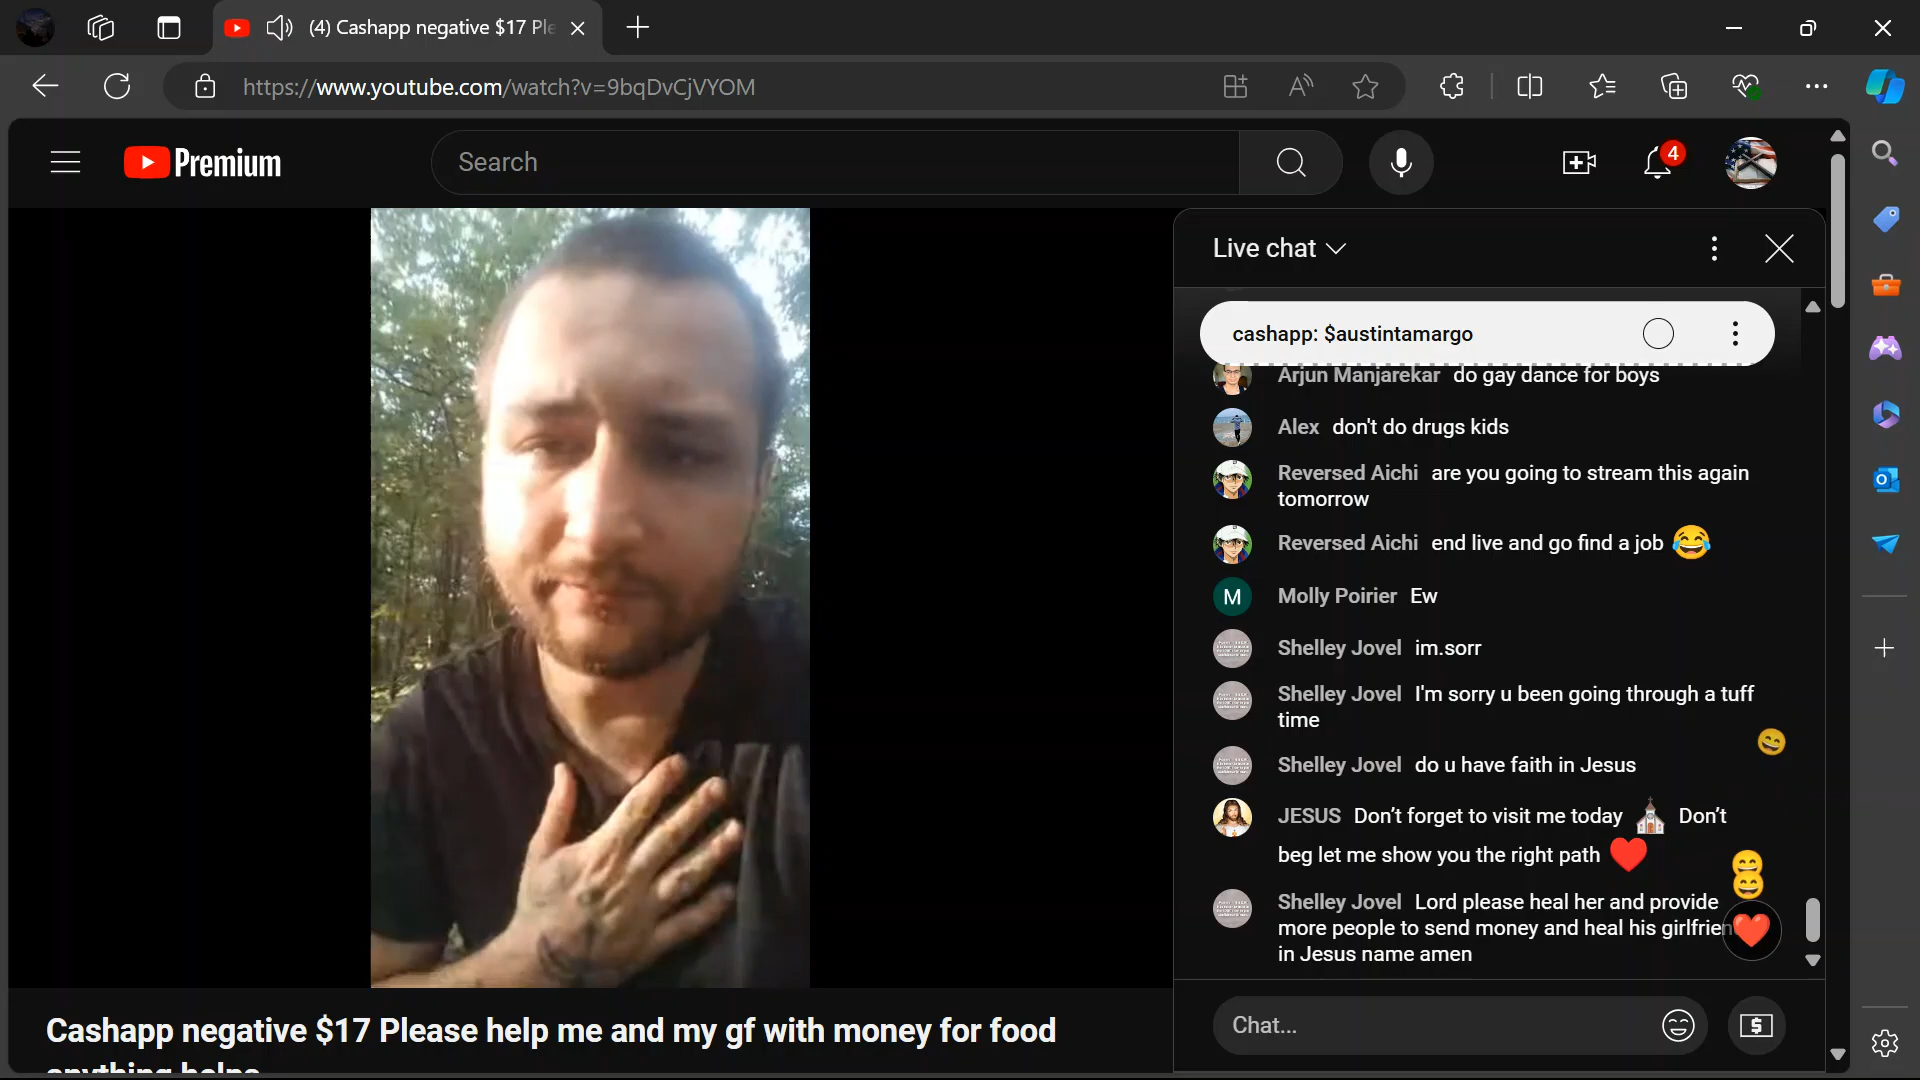 (4) Cashapp negative $17 Ple
https://www.youtube.com/watch?v=9bqDvCjVYOM
Premium
Search
4
Live chat
cashapp: $austintamargo
Arjun Manjarekar do gay dance for boys
Alex don't do drugs kids
Reversed Aichi are you going to stream this again
tomorrow
Reversed Aichi end live and go find a job 😂
M Molly Poirier Ew
Shelley Jovel im.sorr
Shelley Jovel I'm sorry u been going through a tuff
time
Shelley Jovel do u have faith in Jesus
JESUS Don’t forget to visit me today ⛪ Don’t
beg let me show you the right path ❤️
Shelley Jovel Lord please heal her and provide
more people to send money and heal his girlfrien
in Jesus name amen
Chat...
Cashapp negative $17 Please help me and my gf with money for food
anything helps